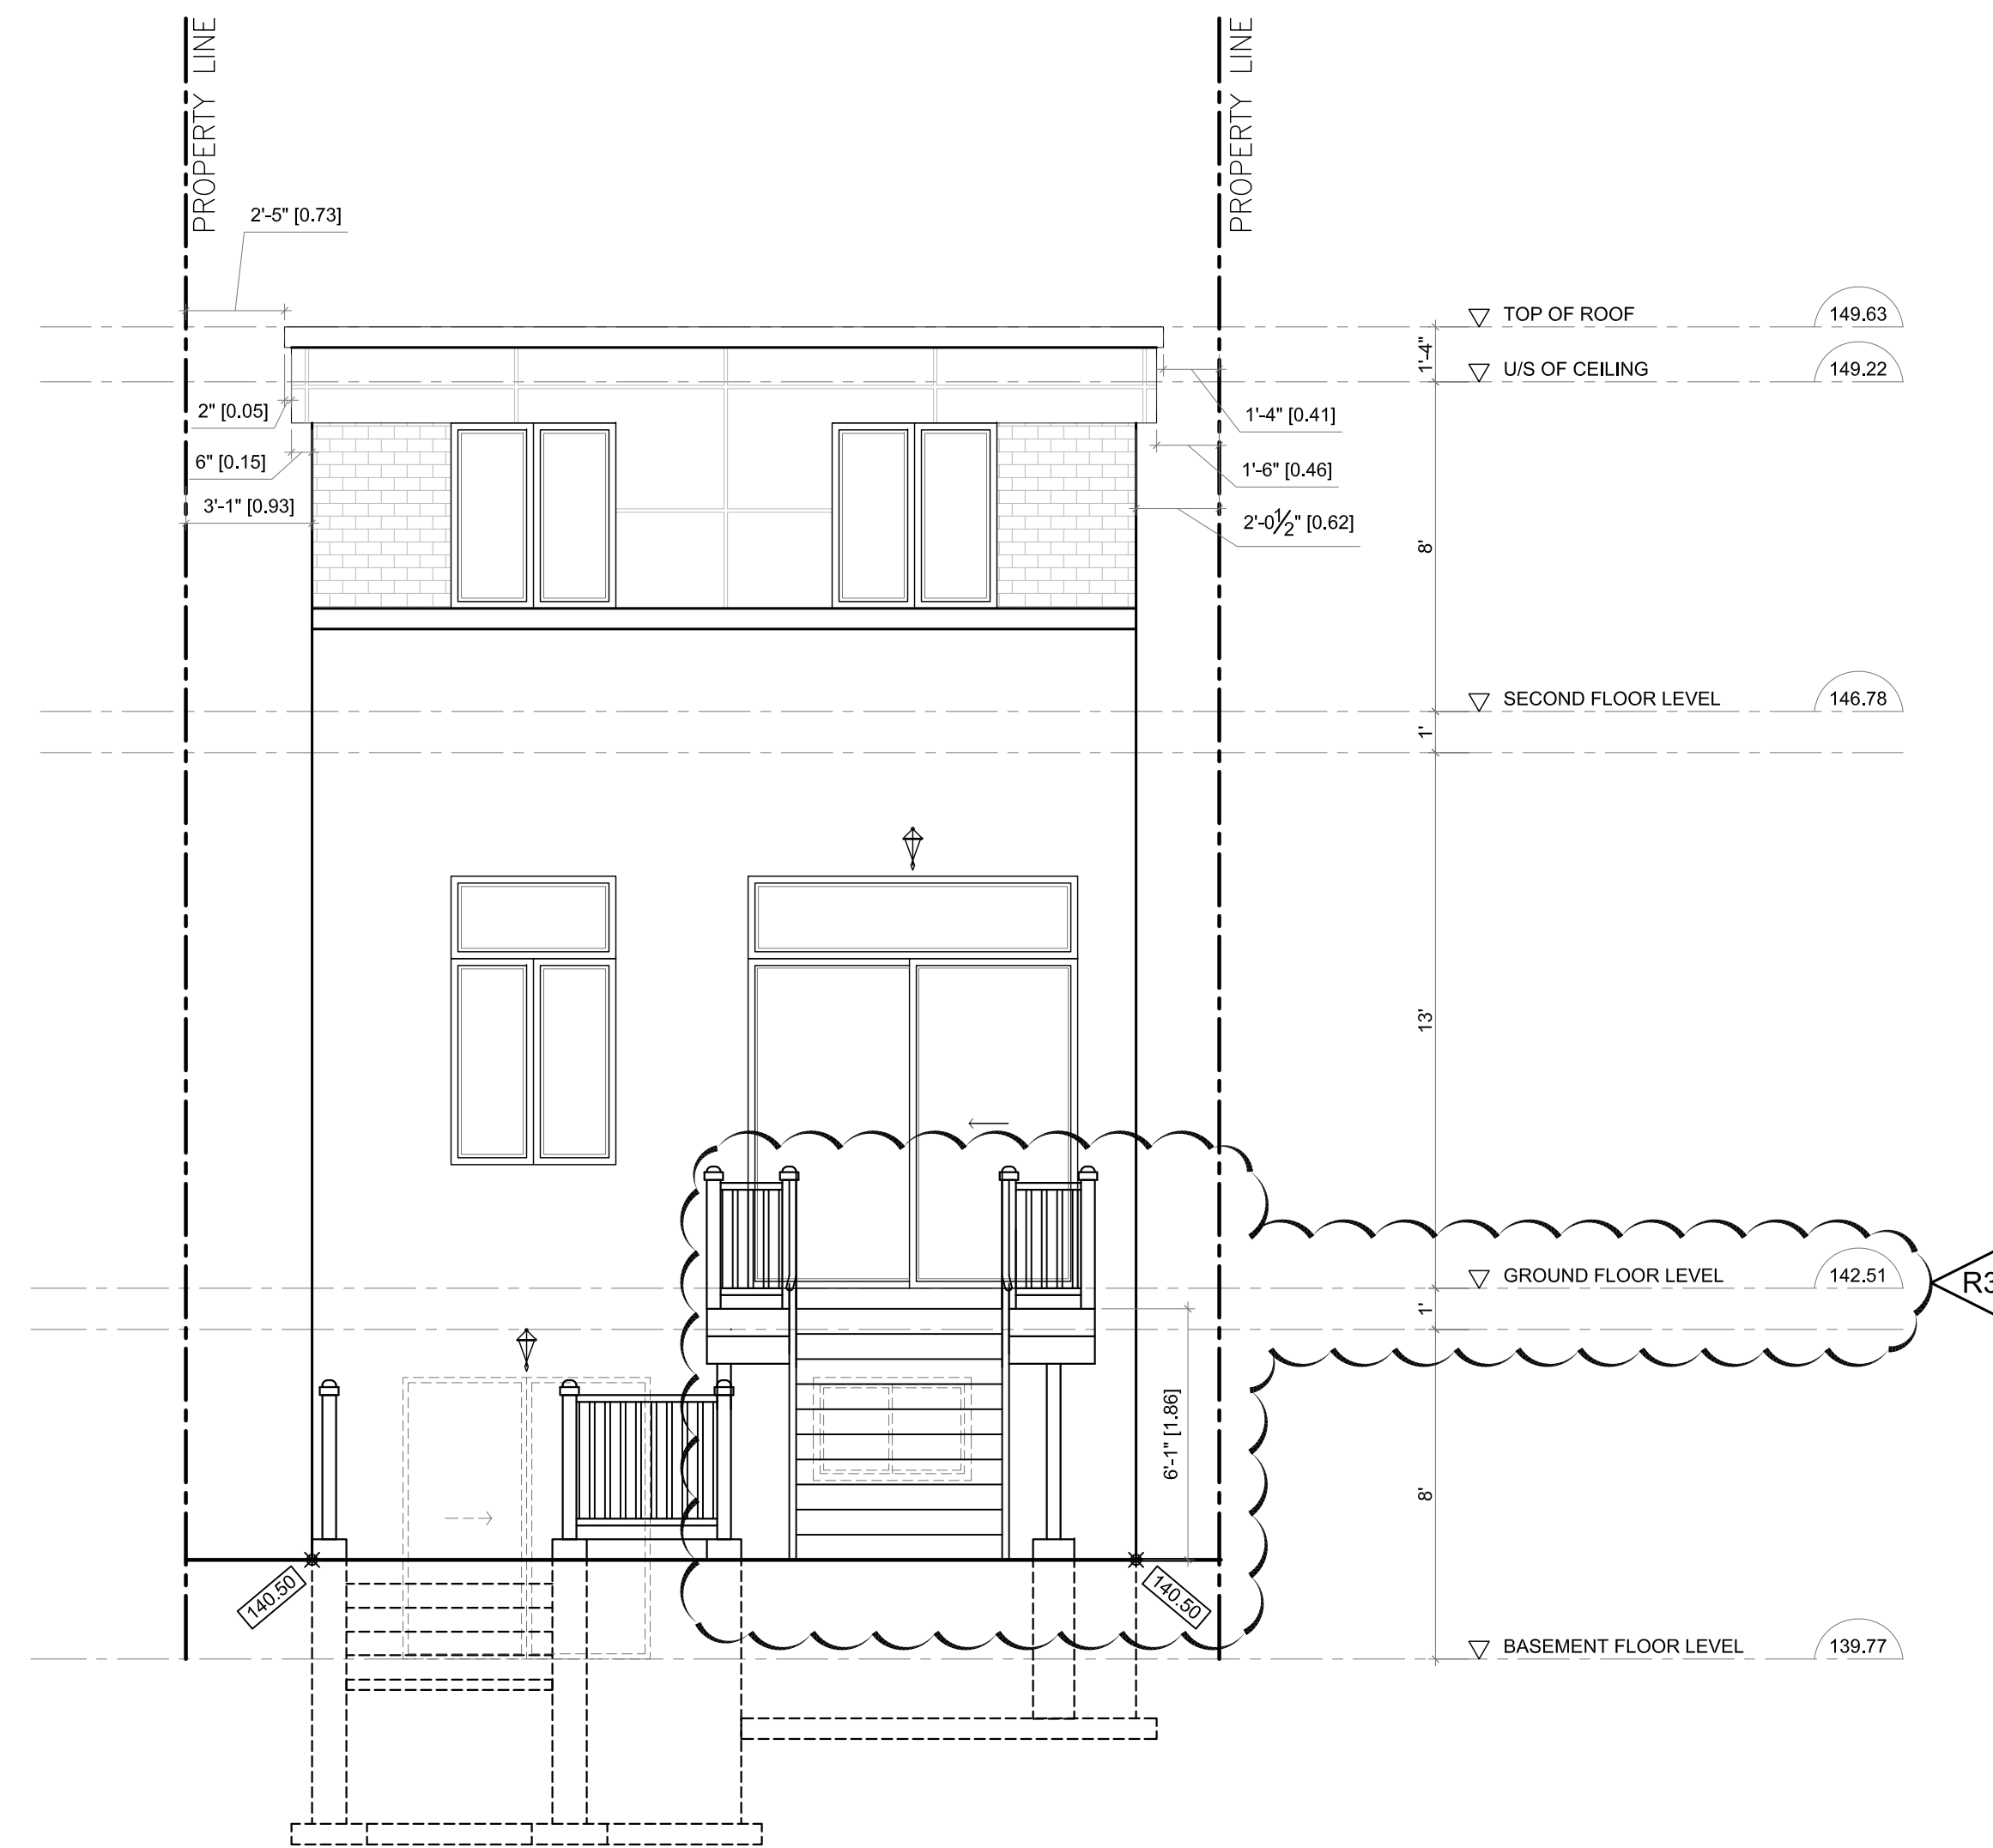 PROPERTY LINE
PROPERTY LINE
2'-5" [0.73]
TOP OF ROOF 149.63
1'-4"
U/S OF CEILING 149.22
2" [0.05]
1'-4" [0.41]
6" [0.15]
1'-6" [0.46]
3'-1" [0.93]
2'-0½" [0.62]
8'
SECOND FLOOR LEVEL 146.78
1'
13'
GROUND FLOOR LEVEL 142.51
R3
1'
6'-1" [1.86]
8'
140.50
140.50
BASEMENT FLOOR LEVEL 139.77